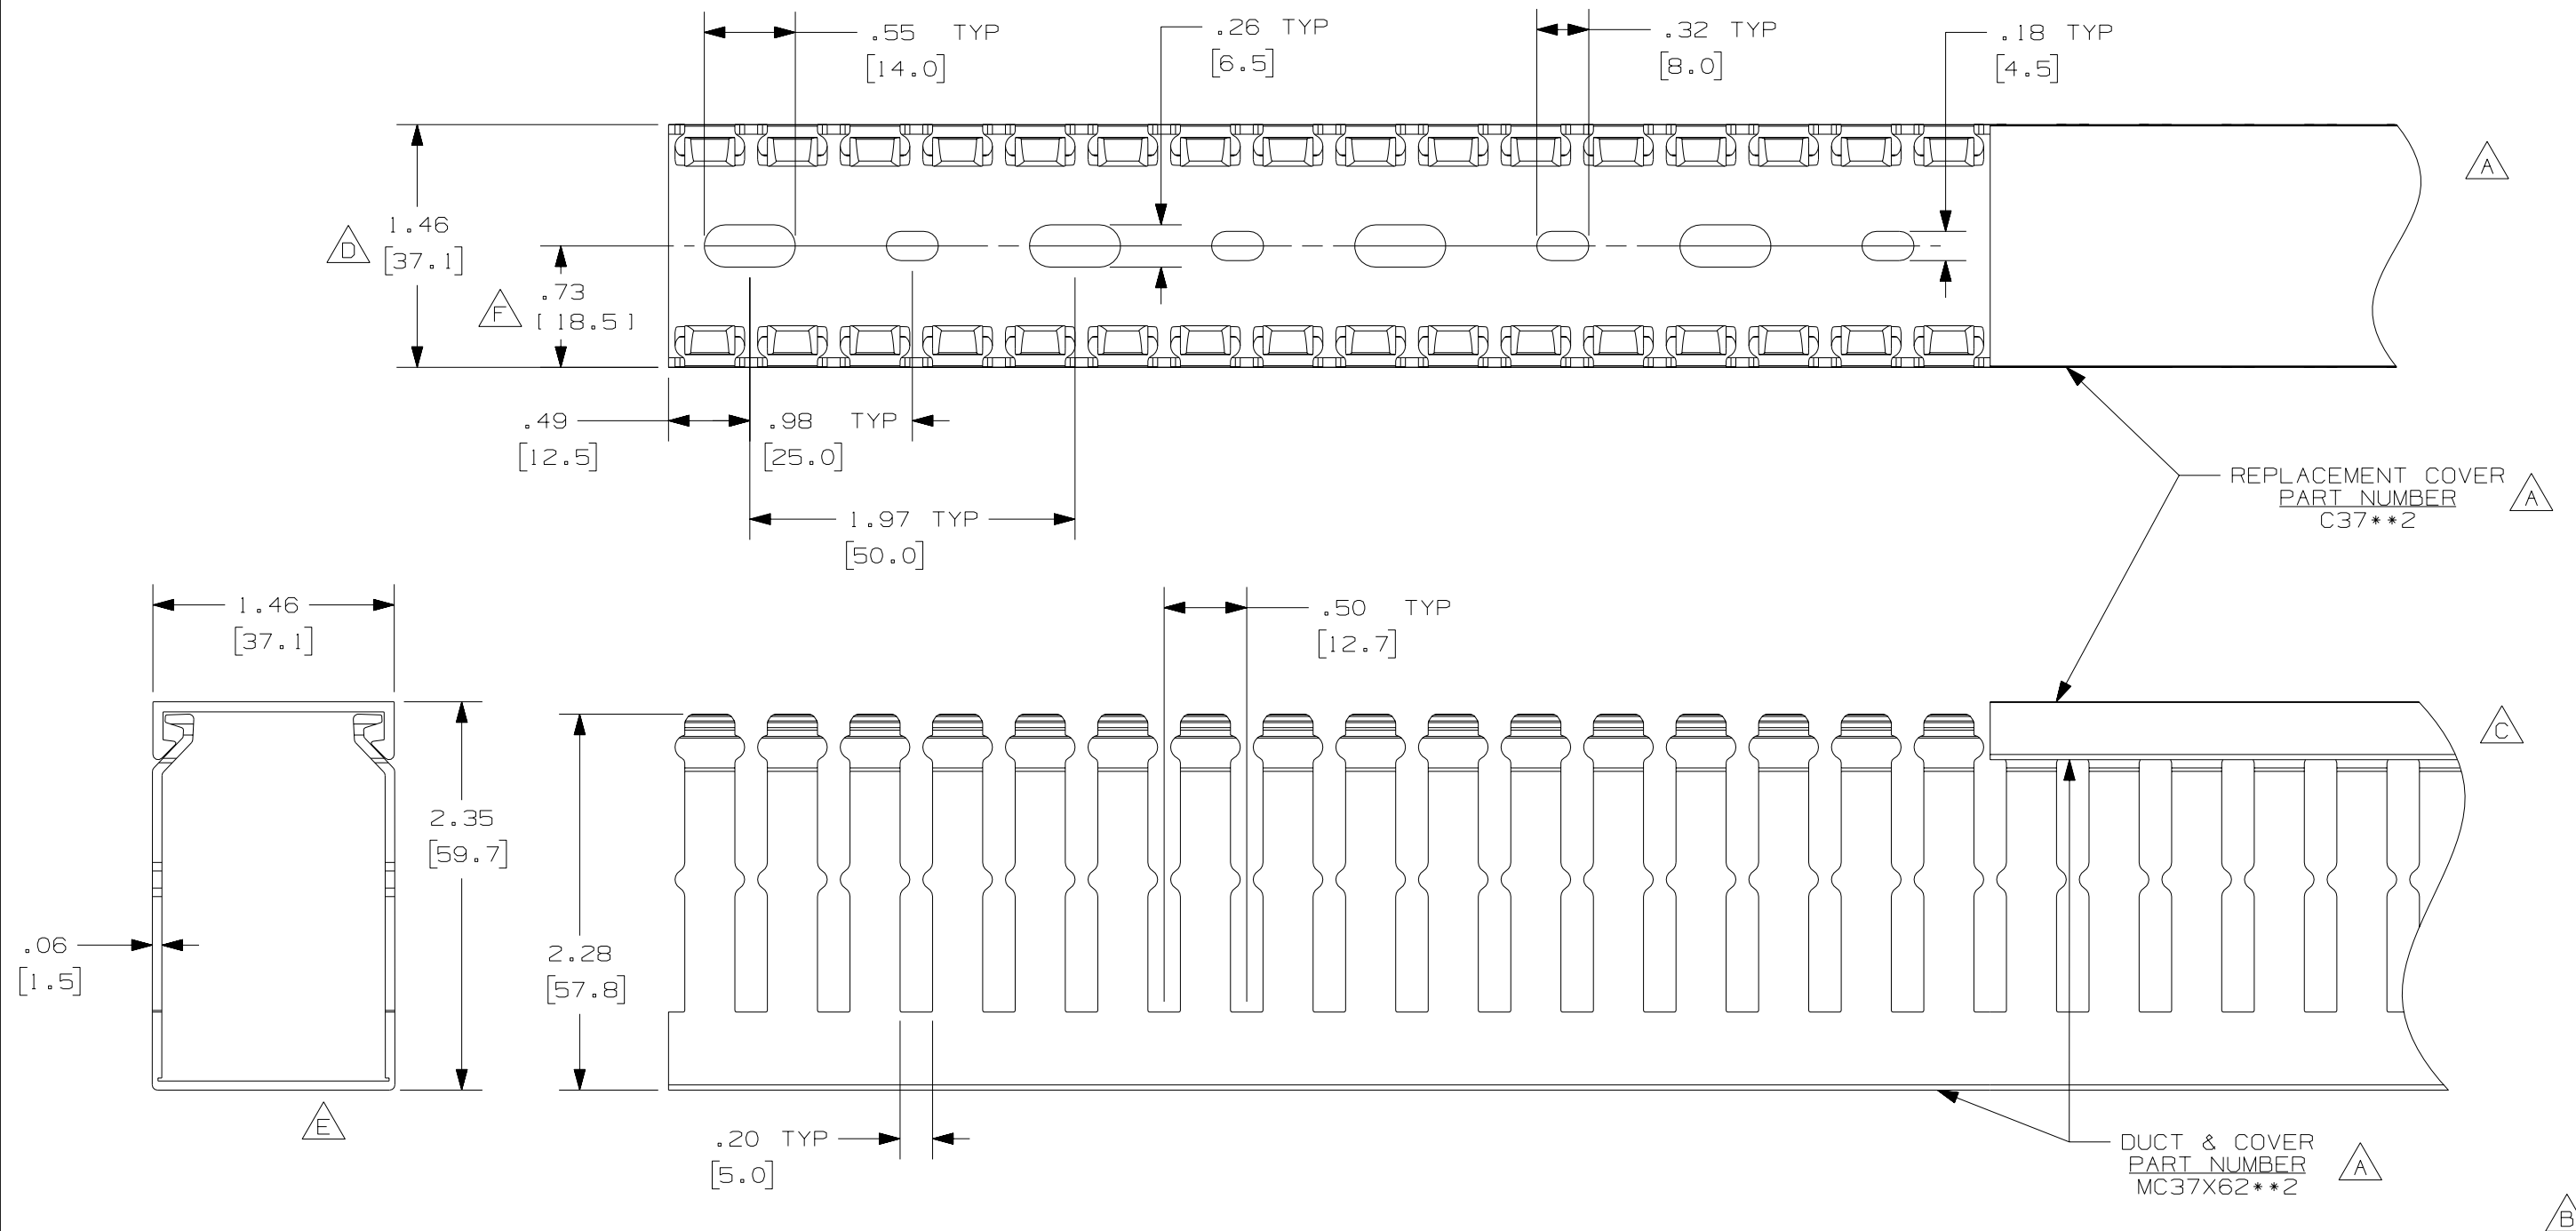 .55 TYP
[14.0]
.26 TYP
[6.5]
.32 TYP
[8.0]
.18 TYP
[4.5]
A
D
1.46
[37.1]
F
.73
[18.5]
.49
[12.5]
.98 TYP
[25.0]
1.97 TYP
[50.0]
REPLACEMENT COVER
PART NUMBER
C37**2
A
1.46
[37.1]
.50 TYP
[12.7]
C
2.35
[59.7]
.06
[1.5]
2.28
[57.8]
E
.20 TYP
[5.0]
DUCT & COVER
PART NUMBER
MC37X62**2
A
B